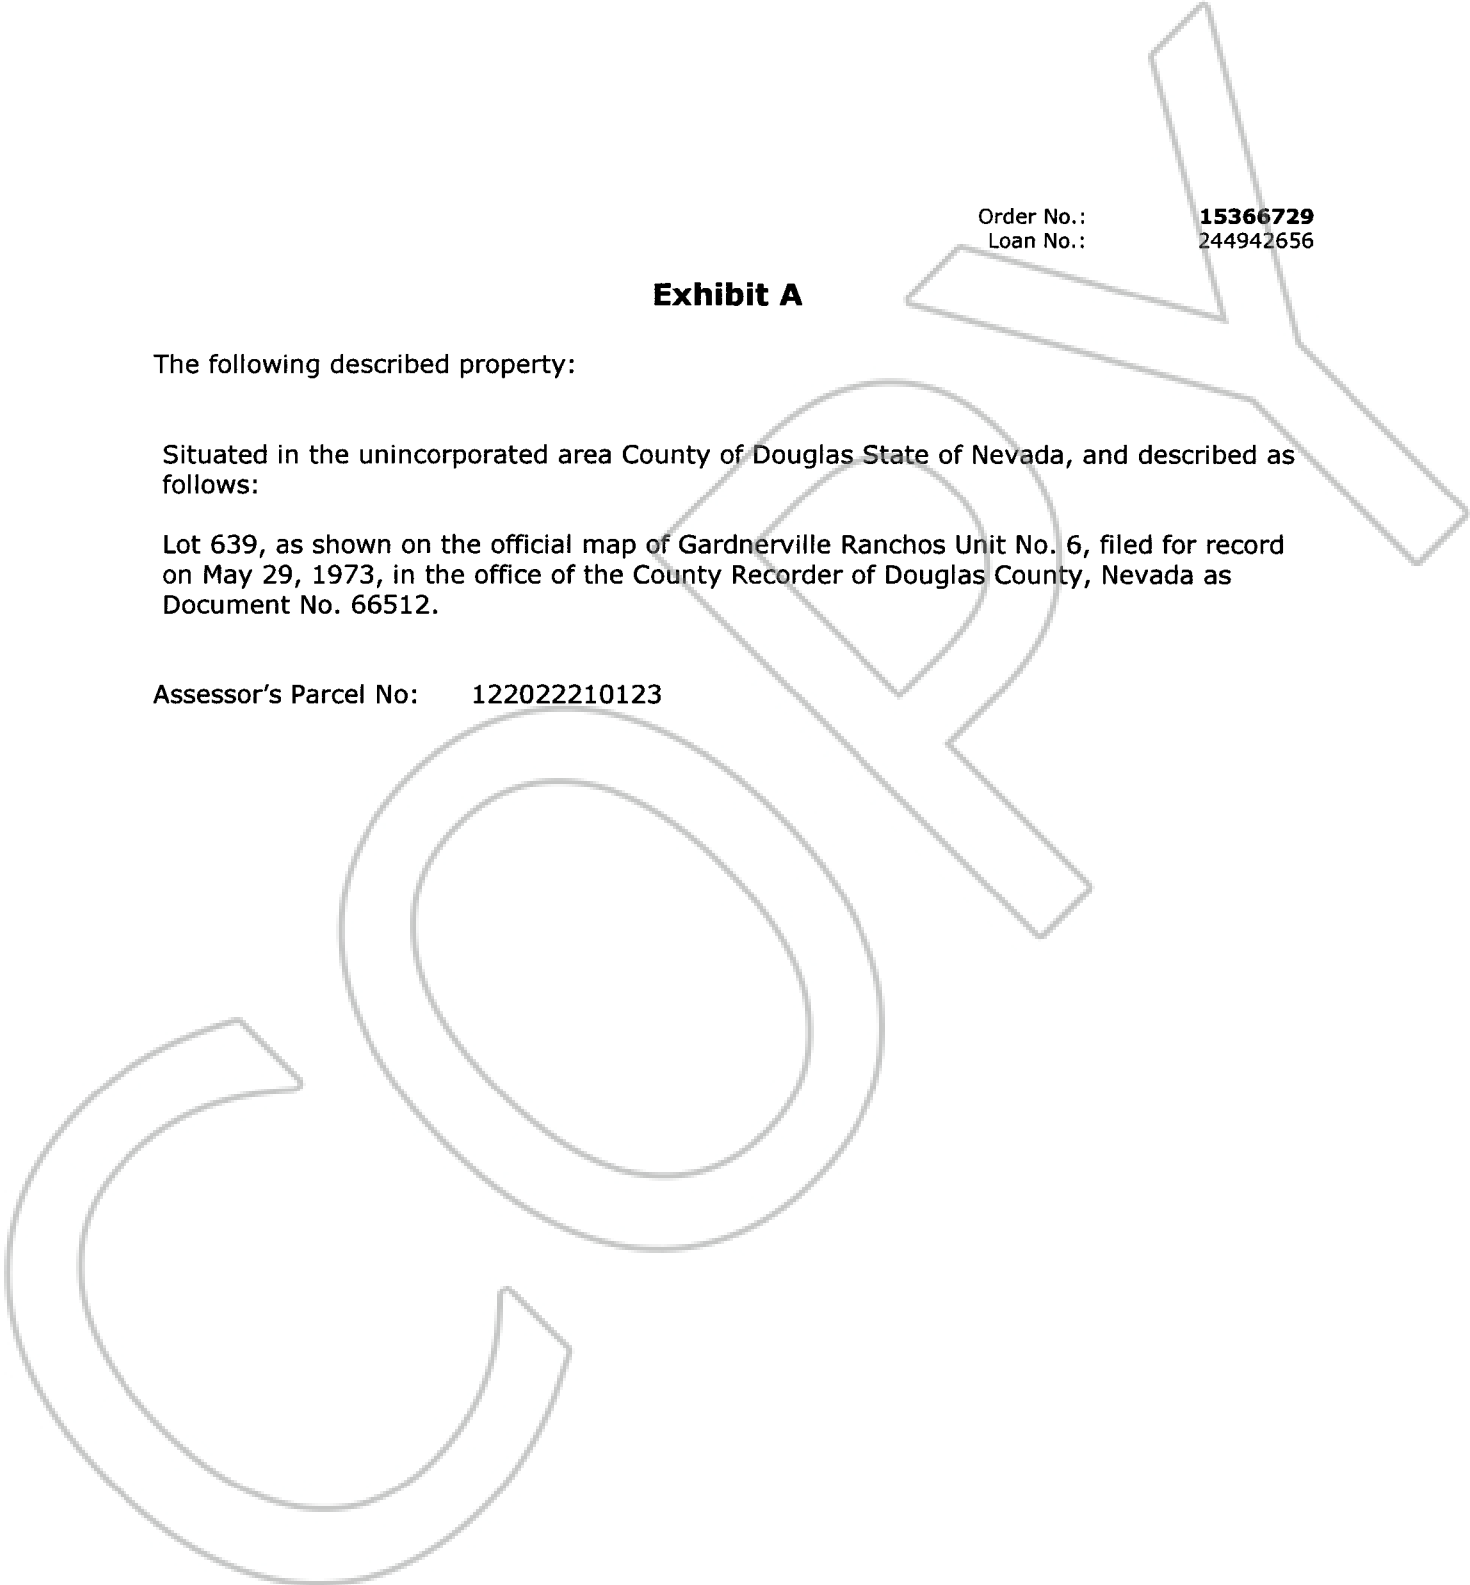 Order No.: 15366729
Loan No.: 244942656
Exhibit A
The following described property:
Situated in the unincorporated area County of Douglas State of Nevada, and described as
follows:
Lot 639, as shown on the official map of Gardnerville Ranchos Unit No. 6, filed for record
on May 29, 1973, in the office of the County Recorder of Douglas County, Nevada as
Document No. 66512.
Assessor's Parcel No: 122022210123
COPY